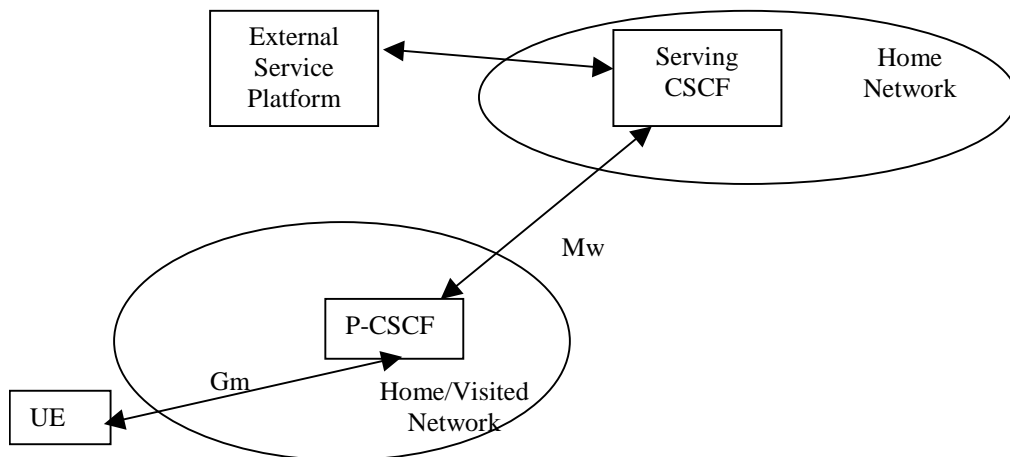 External
Service
Platform
Serving
CSCF
Home
Network
Mw
P-CSCF
Gm
Home/Visited
Network
UE